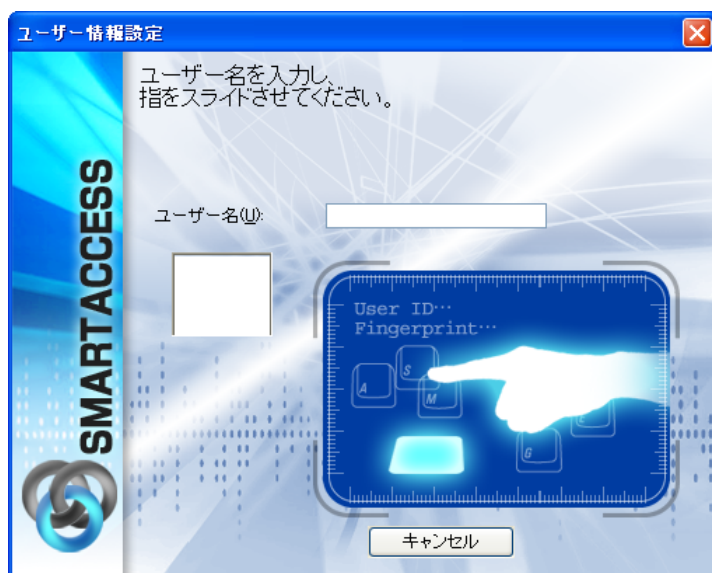 ユーザー情報設定
ユーザー名を入力し、
指をスライドさせてください。
SMARTACCESS
ユーザー名(U):
User ID…
Fingerprint…
S
A
M
E
G
キャンセル